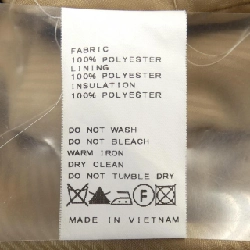 FABRIC
100% POLYESTER
LINING
100% POLYESTER
INSULATION
100% POLYESTER
DO NOT WASH
DO NOT BLEACH
WARM IRON
DRY CLEAN
DO NOT TUMBLE DRY
F
MADE IN VIETNAM